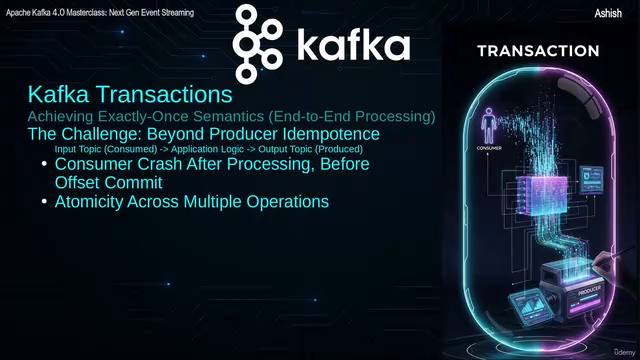 Apache Kafka 4.0 Masterclass: Next Gen Event Streaming
Ashish
kafka
TRANSACTION
Kafka Transactions
Achieving Exactly-Once Semantics (End-to-End Processing)
The Challenge: Beyond Producer Idempotence
Input Topic (Consumed) -> Application Logic -> Output Topic (Produced)
• Consumer Crash After Processing, Before
Offset Commit
• Atomicity Across Multiple Operations
CONSUMER
PRODUCER
udemy